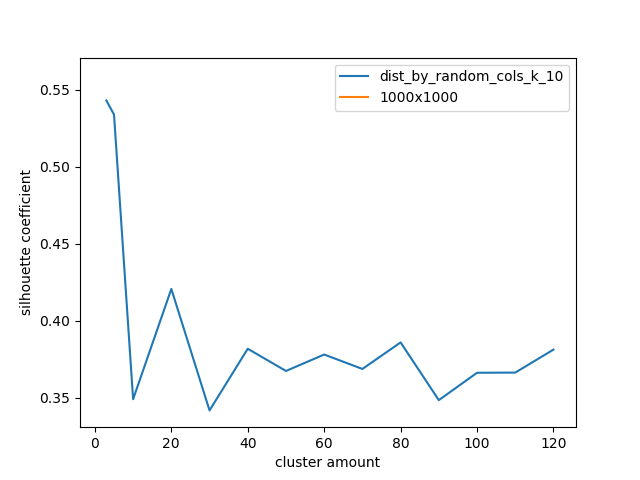 dist_by_random_cols_k_10
1000x1000
silhouette coefficient
0.55
0.50
0.45
0.40
0.35
0 20 40 60 80 100 120
cluster amount